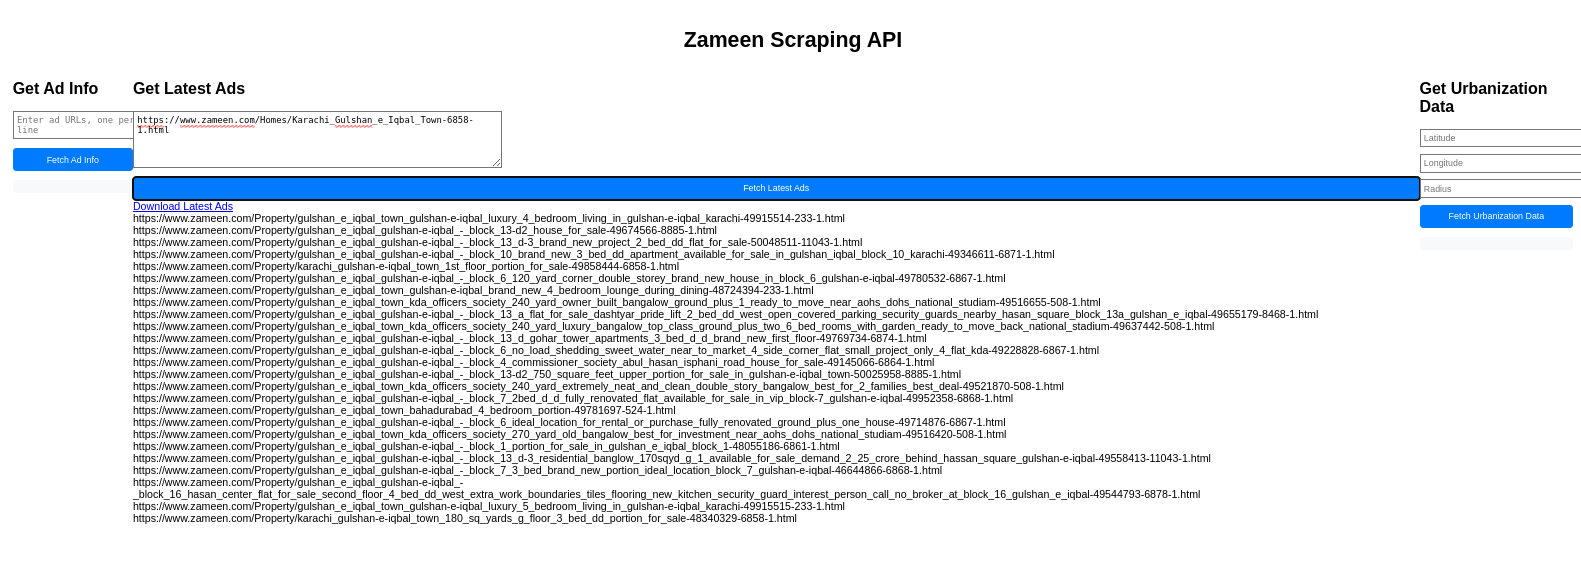 Zameen Scraping API
Get Ad Info
Enter ad URLs, one per
line
Fetch Ad Info
Get Latest Ads
https://www.zameen.com/Homes/Karachi_Gulshan_e_Iqbal_Town-6858-
1.html
Fetch Latest Ads
Download Latest Ads
https://www.zameen.com/Property/gulshan_e_iqbal_town_gulshan-e-iqbal_luxury_4_bedroom_living_in_gulshan-e-iqbal_karachi-49915514-233-1.html
https://www.zameen.com/Property/gulshan_e_iqbal_gulshan-e-iqbal_-_block_13-d2_house_for_sale-49674566-8885-1.html
https://www.zameen.com/Property/gulshan_e_iqbal_gulshan-e-iqbal_-_block_13_d-3_brand_new_project_2_bed_dd_flat_for_sale-50048511-11043-1.html
https://www.zameen.com/Property/gulshan_e_iqbal_gulshan-e-iqbal_-_block_10_brand_new_3_bed_dd_apartment_available_for_sale_in_gulshan_iqbal_block_10_karachi-49346611-6871-1.html
https://www.zameen.com/Property/karachi_gulshan-e-iqbal_town_1st_floor_portion_for_sale-49858444-6858-1.html
https://www.zameen.com/Property/gulshan_e_iqbal_gulshan-e-iqbal_-_block_6_120_yard_corner_double_storey_brand_new_house_in_block_6_gulshan-e-iqbal-49780532-6867-1.html
https://www.zameen.com/Property/gulshan_e_iqbal_town_gulshan-e-iqbal_brand_new_4_bedroom_lounge_during_dining-48724394-233-1.html
https://www.zameen.com/Property/gulshan_e_iqbal_town_kda_officers_society_240_yard_owner_built_bangalow_ground_plus_1_ready_to_move_near_aohs_dohs_national_studiam-49516655-508-1.html
https://www.zameen.com/Property/gulshan_e_iqbal_gulshan-e-iqbal_-_block_13_a_flat_for_sale_dashtyar_pride_lift_2_bed_dd_west_open_covered_parking_security_guards_nearby_hasan_square_block_13a_gulshan_e_iqbal-49655179-8468-1.html
https://www.zameen.com/Property/gulshan_e_iqbal_town_kda_officers_society_240_yard_luxury_bangalow_top_class_ground_plus_two_6_bed_rooms_with_garden_ready_to_move_back_national_stadium-49637442-508-1.html
https://www.zameen.com/Property/gulshan_e_iqbal_gulshan-e-iqbal_-_block_13_d_gohar_tower_apartments_3_bed_d_d_brand_new_first_floor-49769734-6874-1.html
https://www.zameen.com/Property/gulshan_e_iqbal_gulshan-e-iqbal_-_block_6_no_load_shedding_sweet_water_near_to_market_4_side_corner_flat_small_project_only_4_flat_kda-49228828-6867-1.html
https://www.zameen.com/Property/gulshan_e_iqbal_gulshan-e-iqbal_-_block_4_commissioner_society_abul_hasan_isphani_road_house_for_sale-49145066-6864-1.html
https://www.zameen.com/Property/gulshan_e_iqbal_gulshan-e-iqbal_-_block_13-d2_750_square_feet_upper_portion_for_sale_in_gulshan-e-iqbal_town-50025958-8885-1.html
https://www.zameen.com/Property/gulshan_e_iqbal_town_kda_officers_society_240_yard_extremely_neat_and_clean_double_story_bangalow_best_for_2_families_best_deal-49521870-508-1.html
https://www.zameen.com/Property/gulshan_e_iqbal_gulshan-e-iqbal_-_block_7_2bed_d_d_fully_renovated_flat_available_for_sale_in_vip_block-7_gulshan-e-iqbal-49952358-6868-1.html
https://www.zameen.com/Property/gulshan_e_iqbal_town_bahadurabad_4_bedroom_portion-49781697-524-1.html
https://www.zameen.com/Property/gulshan_e_iqbal_gulshan-e-iqbal_-_block_6_ideal_location_for_rental_or_purchase_fully_renovated_ground_plus_one_house-49714876-6867-1.html
https://www.zameen.com/Property/gulshan_e_iqbal_town_kda_officers_society_270_yard_old_bangalow_best_for_investment_near_aohs_dohs_national_studiam-49516420-508-1.html
https://www.zameen.com/Property/gulshan_e_iqbal_gulshan-e-iqbal_-_block_1_portion_for_sale_in_gulshan_e_iqbal_block_1-48055186-6861-1.html
https://www.zameen.com/Property/gulshan_e_iqbal_gulshan-e-iqbal_-_block_13_d-3_residential_banglow_170sqyd_g_1_available_for_sale_demand_2_25_crore_behind_hassan_square_gulshan-e-iqbal-49558413-11043-1.html
https://www.zameen.com/Property/gulshan_e_iqbal_gulshan-e-iqbal_-_block_7_3_bed_brand_new_portion_ideal_location_block_7_gulshan-e-iqbal-46644866-6868-1.html
https://www.zameen.com/Property/gulshan_e_iqbal_gulshan-e-iqbal_-
_block_16_hasan_center_flat_for_sale_second_floor_4_bed_dd_west_extra_work_boundaries_tiles_flooring_new_kitchen_security_guard_interest_person_call_no_broker_at_block_16_gulshan_e_iqbal-49544793-6878-1.html
https://www.zameen.com/Property/gulshan_e_iqbal_town_gulshan-e-iqbal_luxury_5_bedroom_living_in_gulshan-e-iqbal_karachi-49915515-233-1.html
https://www.zameen.com/Property/karachi_gulshan-e-iqbal_town_180_sq_yards_g_floor_3_bed_dd_portion_for_sale-48340329-6858-1.html
Get Urbanization
Data
Latitude
Longitude
Radius
Fetch Urbanization Data